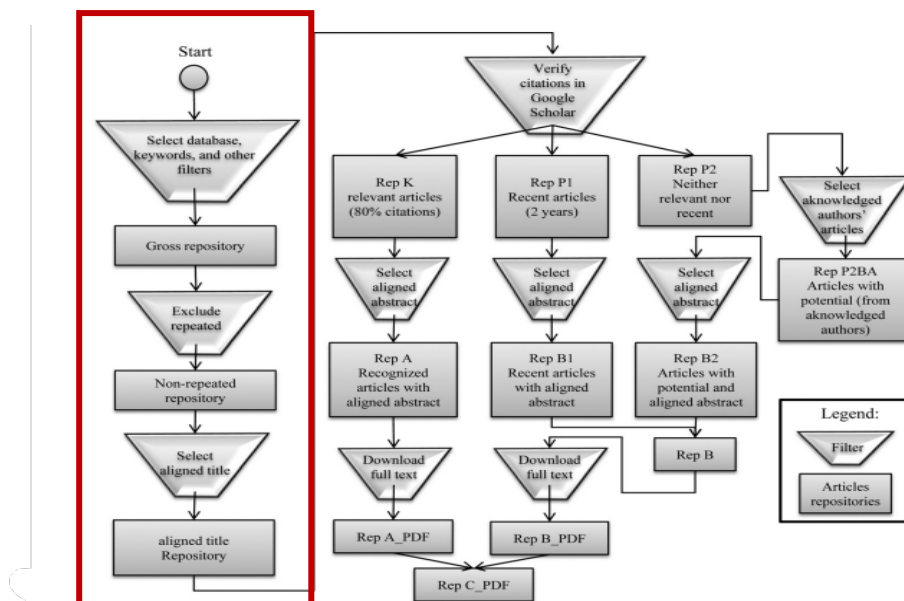 Start
Select database,
keywords, and other
filters
Gross repository
Exclude
repeated
Non-repeated
repository
Select
aligned title
aligned title
Repository
Verify
citations in
Google
Scholar
Rep K
relevant articles
(80% citations)
Rep P1
Recent articles
(2 years)
Rep P2
Neither
relevant nor
recent
Select
aknowledged
authors'
articles
Select
aligned
abstract
Select
aligned
abstract
Select
aligned
abstract
Rep P2BA
Articles with
potential (from
aknowledged
authors)
Rep A
Recognized
articles with
aligned abstract
Rep B1
Recent articles
with aligned
abstract
Rep B2
Articles with
potential and
aligned abstract
Rep B
Download
full text
Download
full text
Rep A_PDF
Rep B_PDF
Rep C_PDF
Legend:
Filter
Articles
repositories